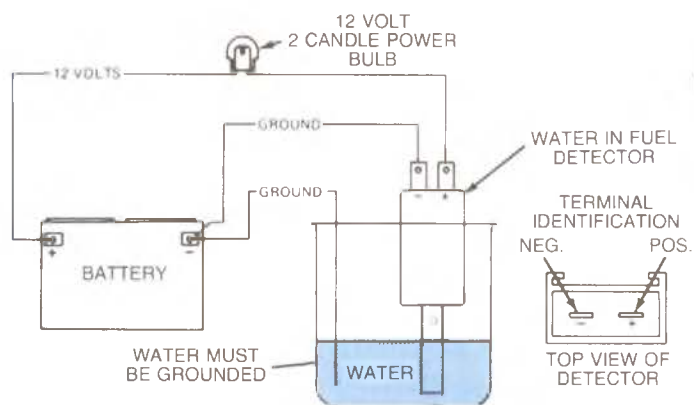 12 VOLT
2 CANDLE POWER
BULB
12 VOLTS
GROUND
WATER IN FUEL
DETECTOR
- +
GROUND
TERMINAL
IDENTIFICATION
NEG. POS.
+ -
BATTERY
- +
WATER MUST
BE GROUNDED
WATER
TOP VIEW OF
DETECTOR